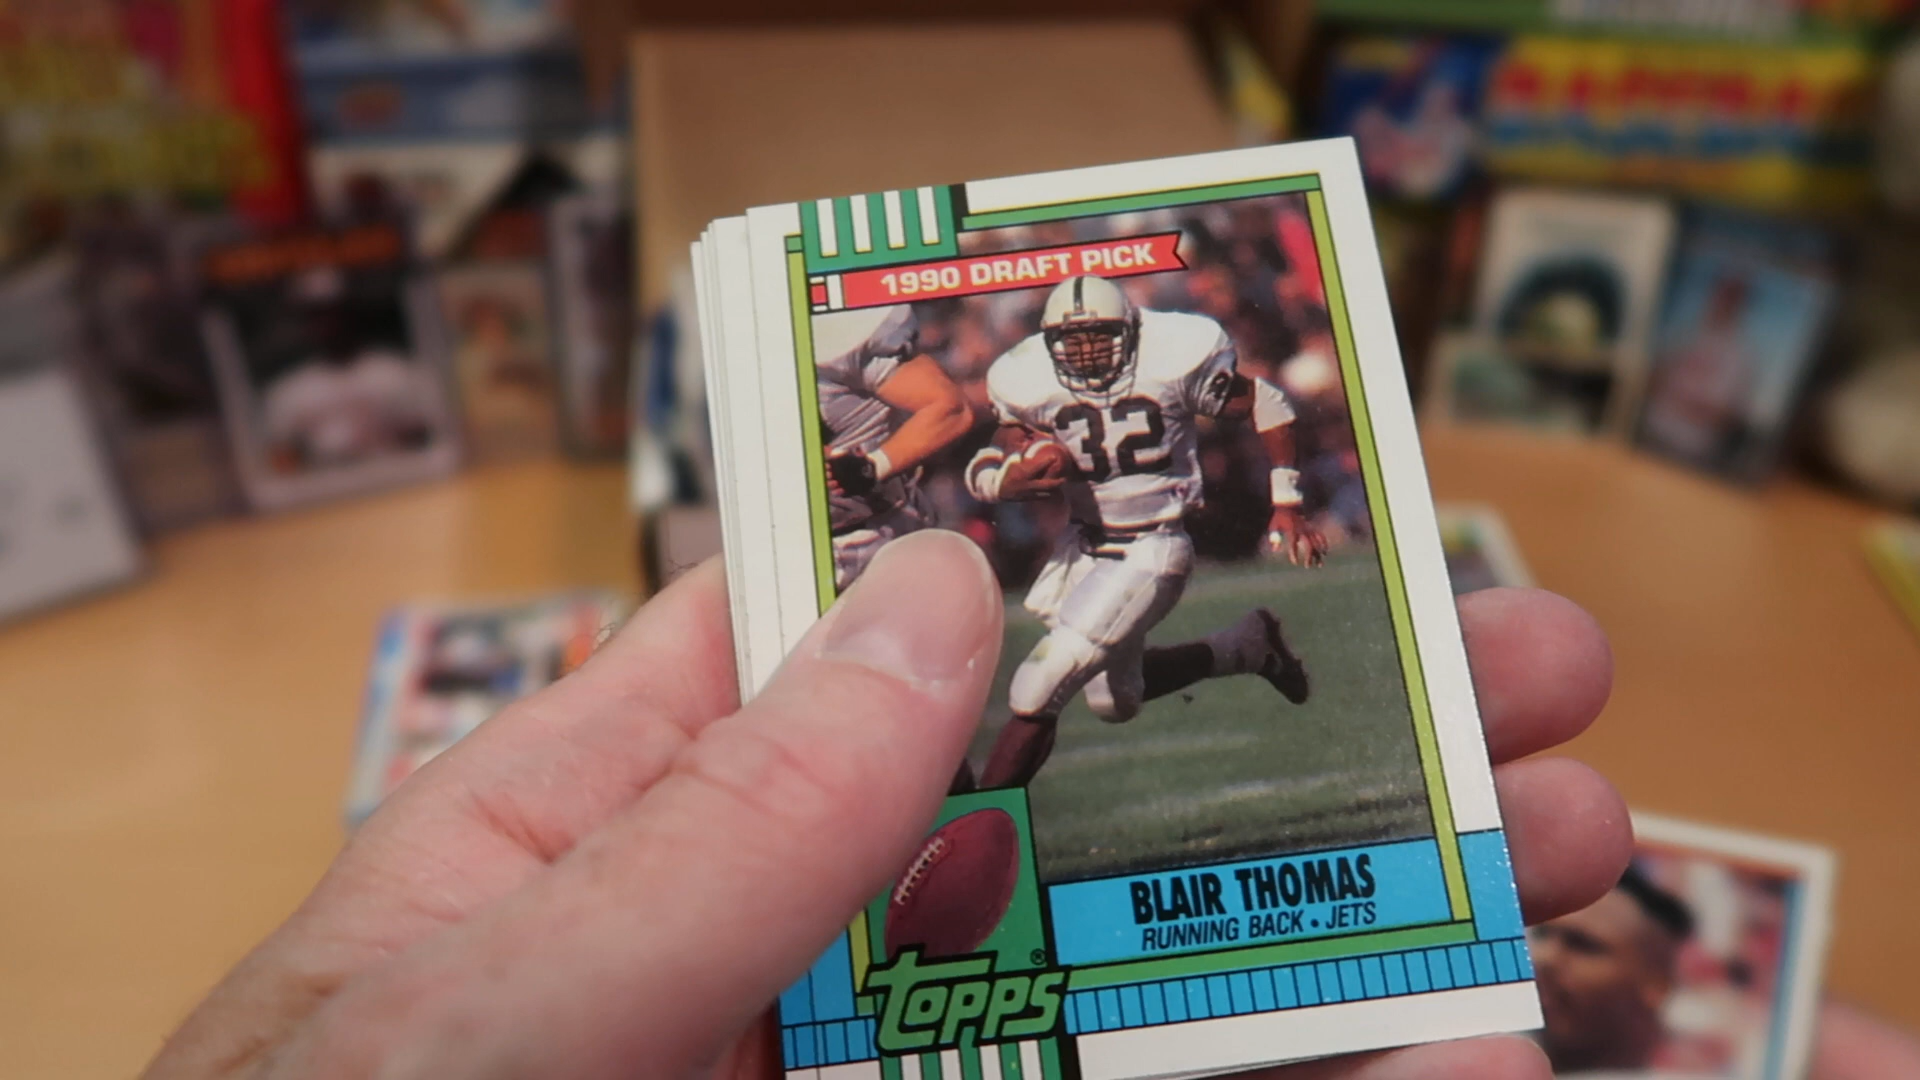 1990 DRAFT PICK
32
BLAIR THOMAS
RUNNING BACK • JETS
TOPPS®